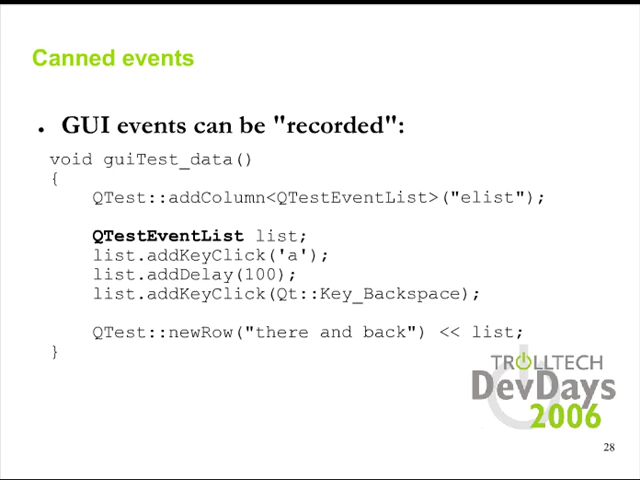 Canned events
• GUI events can be "recorded":
void guiTest_data()
{
QTest::addColumn<QTestEventList>("elist");
QTestEventList list;
list.addKeyClick('a');
list.addDelay(100);
list.addKeyClick(Qt::Key_Backspace);
QTest::newRow("there and back") << list;
}
TROLLTECH
DevDays
2006
28